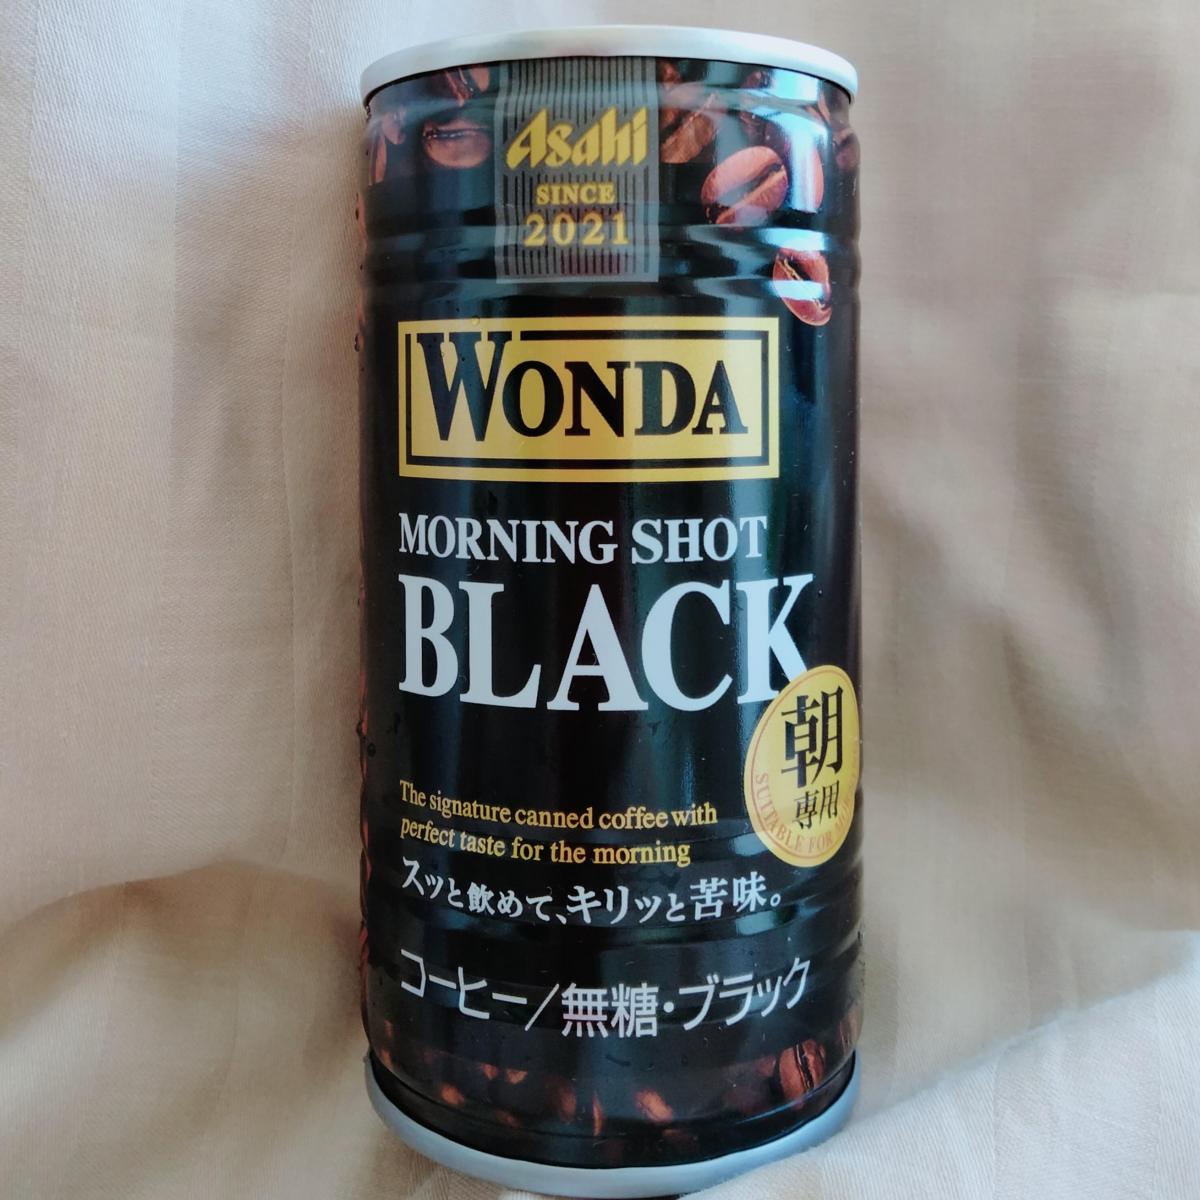 Asahi
SINCE
2021
WONDA
MORNING SHOT
BLACK
朝
専用
SUITABLE FOR
The signature canned coffee with
perfect taste for the morning
スッと飲めて、キリッと苦味。
コーヒー/無糖・ブラック